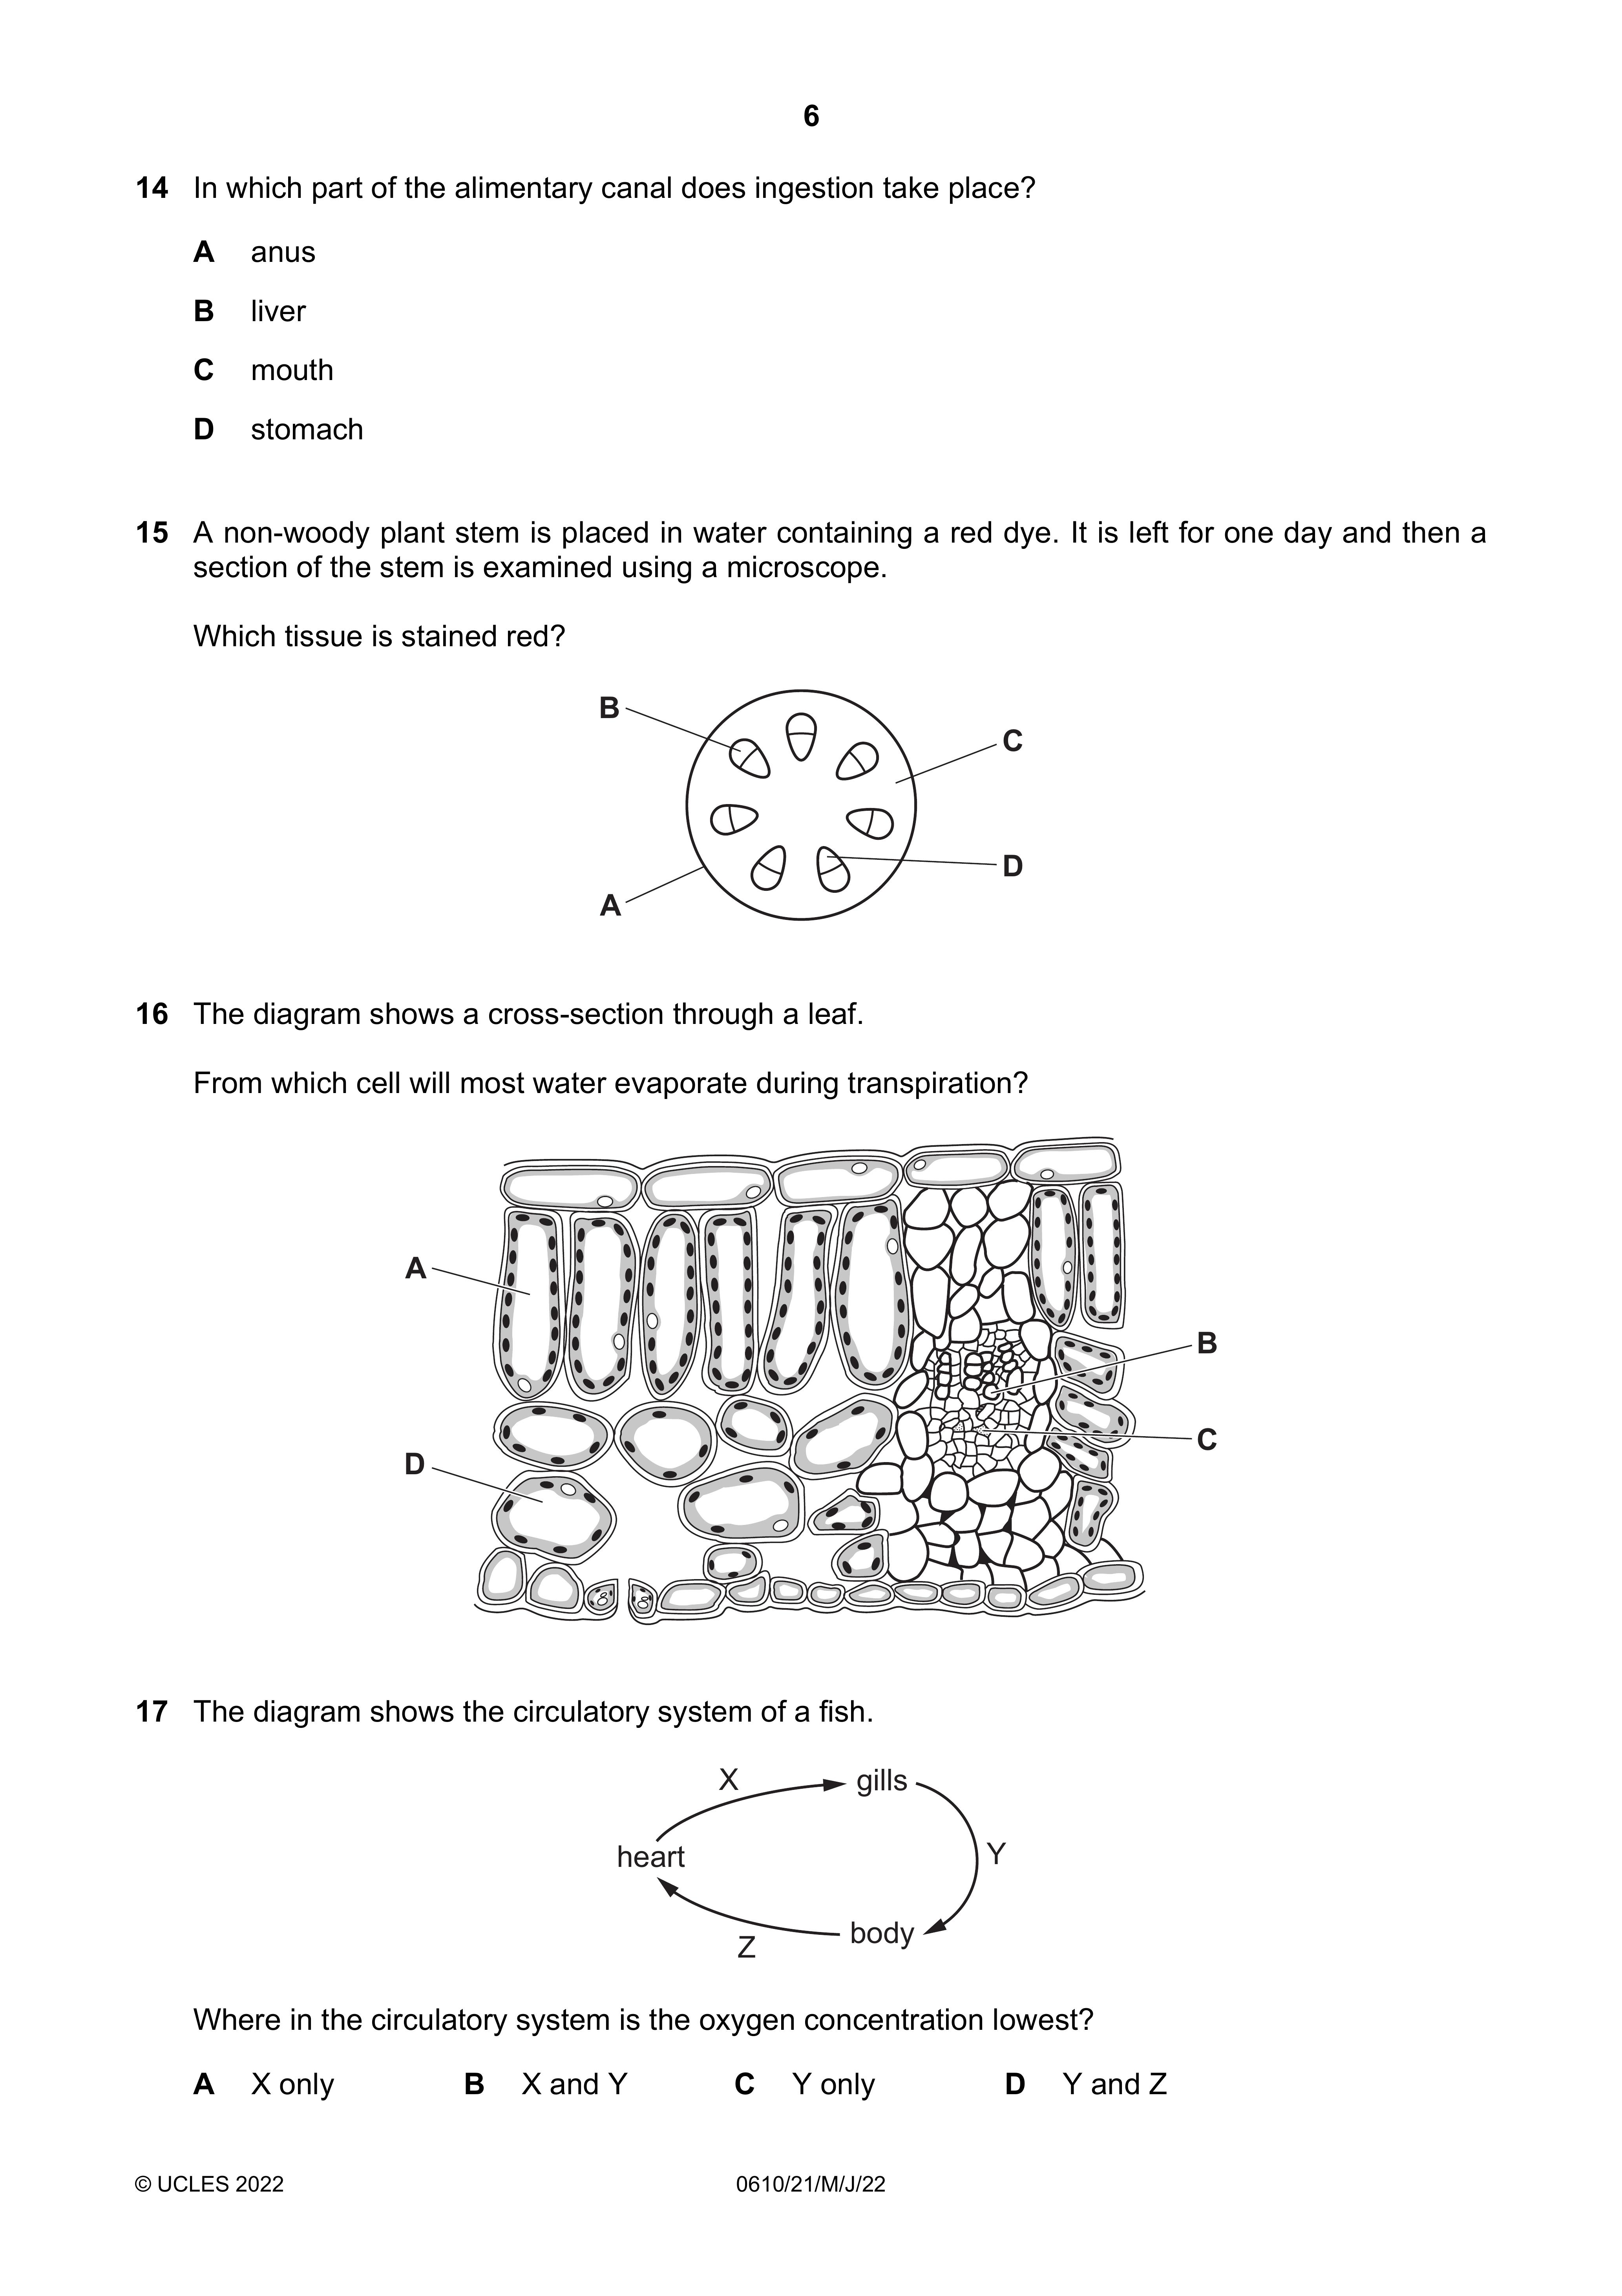 6
14 In which part of the alimentary canal does ingestion take place?
A anus
B liver
C mouth
D stomach
15 A non-woody plant stem is placed in water containing a red dye. It is left for one day and then a
section of the stem is examined using a microscope.
Which tissue is stained red?
B
C
D
A
16 The diagram shows a cross-section through a leaf.
From which cell will most water evaporate during transpiration?
A
B
C
D
17 The diagram shows the circulatory system of a fish.
X
gills
heart
Y
body
Z
Where in the circulatory system is the oxygen concentration lowest?
A X only B X and Y C Y only D Y and Z
© UCLES 2022 0610/21/M/J/22